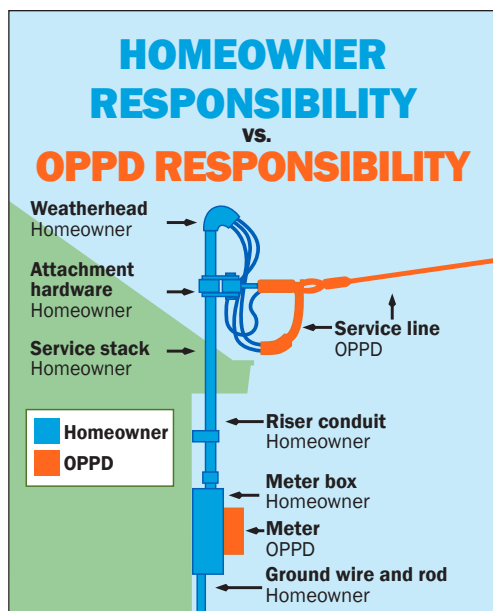 HOMEOWNER
RESPONSIBILITY
vs.
OPPD RESPONSIBILITY
Weatherhead
Homeowner
Attachment
hardware
Homeowner
Service stack
Homeowner
Service line
OPPD
Homeowner
OPPD
Riser conduit
Homeowner
Meter box
Homeowner
Meter
OPPD
Ground wire and rod
Homeowner